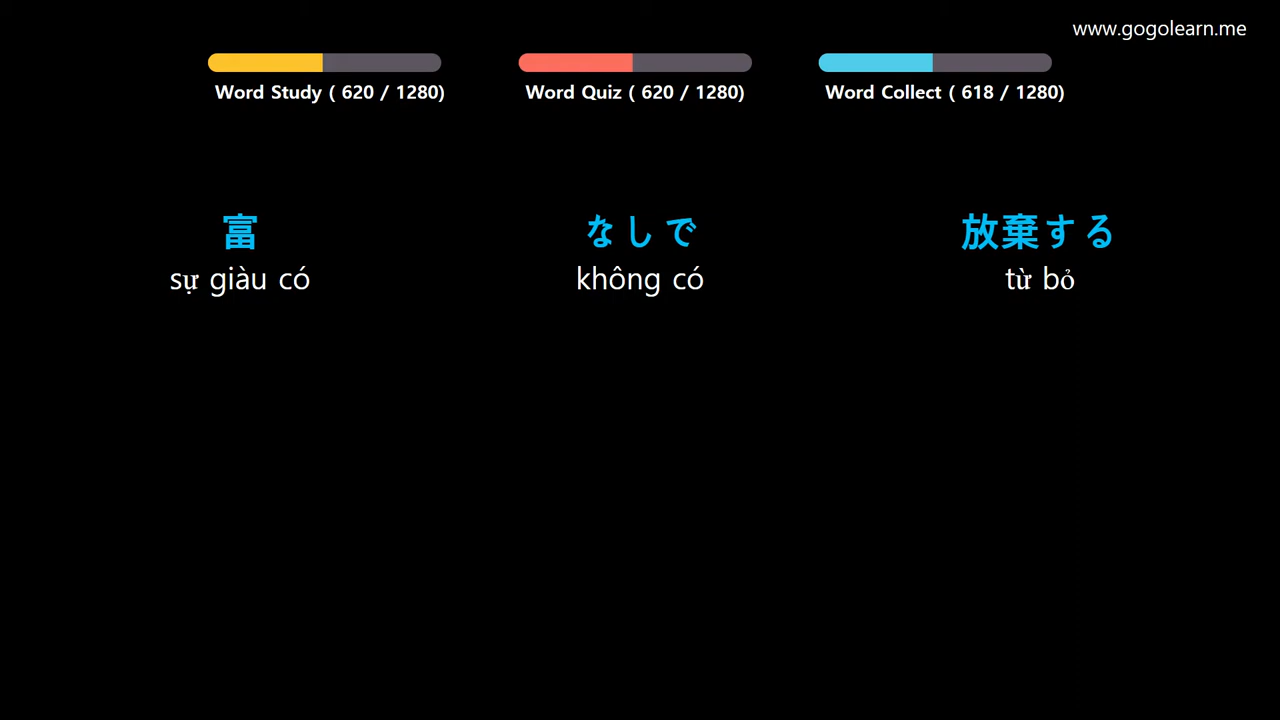 www.gogolearn.me
Word Study ( 620 / 1280)
Word Quiz ( 620 / 1280)
Word Collect ( 618 / 1280)
富
sự giàu có
なしで
không có
放棄する
từ bỏ